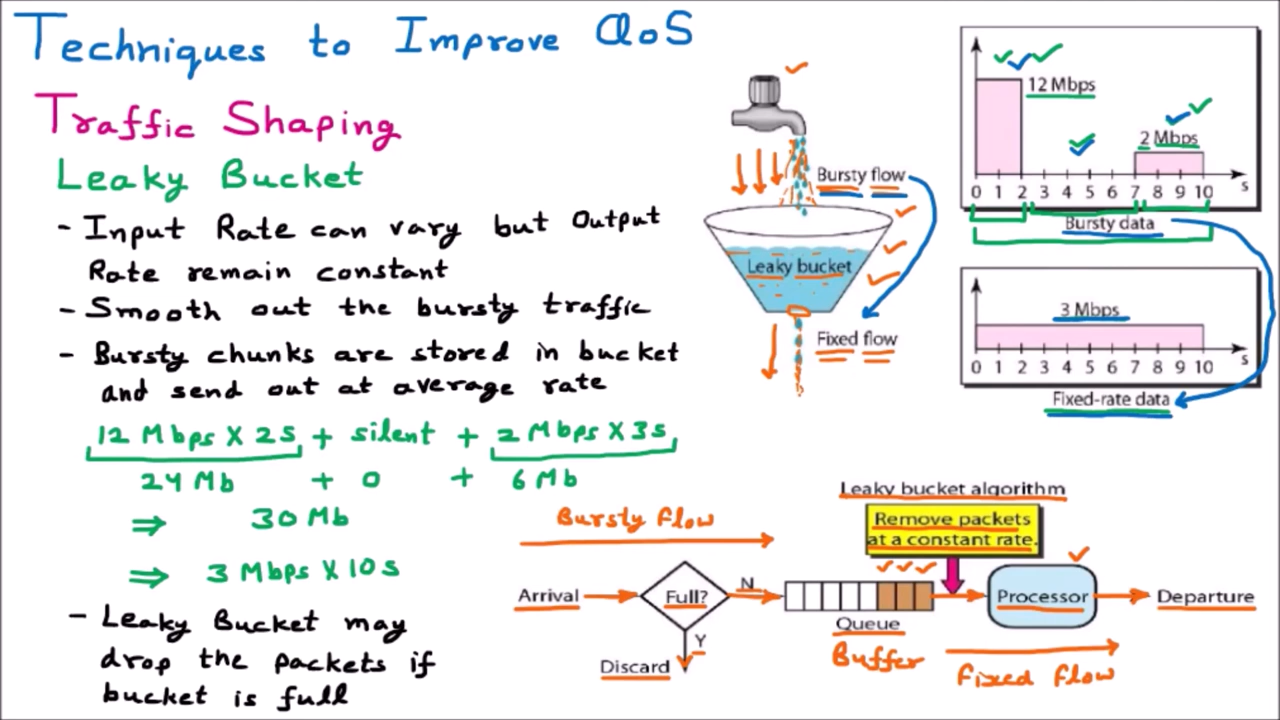 Techniques to Improve QoS
Traffic Shaping
Leaky Bucket
- Input Rate can vary but Output
Rate remain constant
- Smooth out the bursty traffic
- Bursty chunks are stored in bucket
and send out at average rate
12 Mbps X 2s + silent + 2 Mbps X 3s
24 Mb + 0 + 6 Mb
⇒ 30 Mb
⇒ 3 Mbps X 10s
- Leaky Bucket may
drop the packets if
bucket is full
Bursty flow
Leaky bucket
Fixed flow
12 Mbps
2 Mbps
0 1 2 3 4 5 6 7 8 9 10 s
Bursty data
3 Mbps
0 1 2 3 4 5 6 7 8 9 10 s
Fixed-rate data
Leaky bucket algorithm
Remove packets
at a constant rate.
Bursty flow
Arrival
Full?
N
Y
Discard
Queue
Buffer
Processor
Departure
Fixed flow